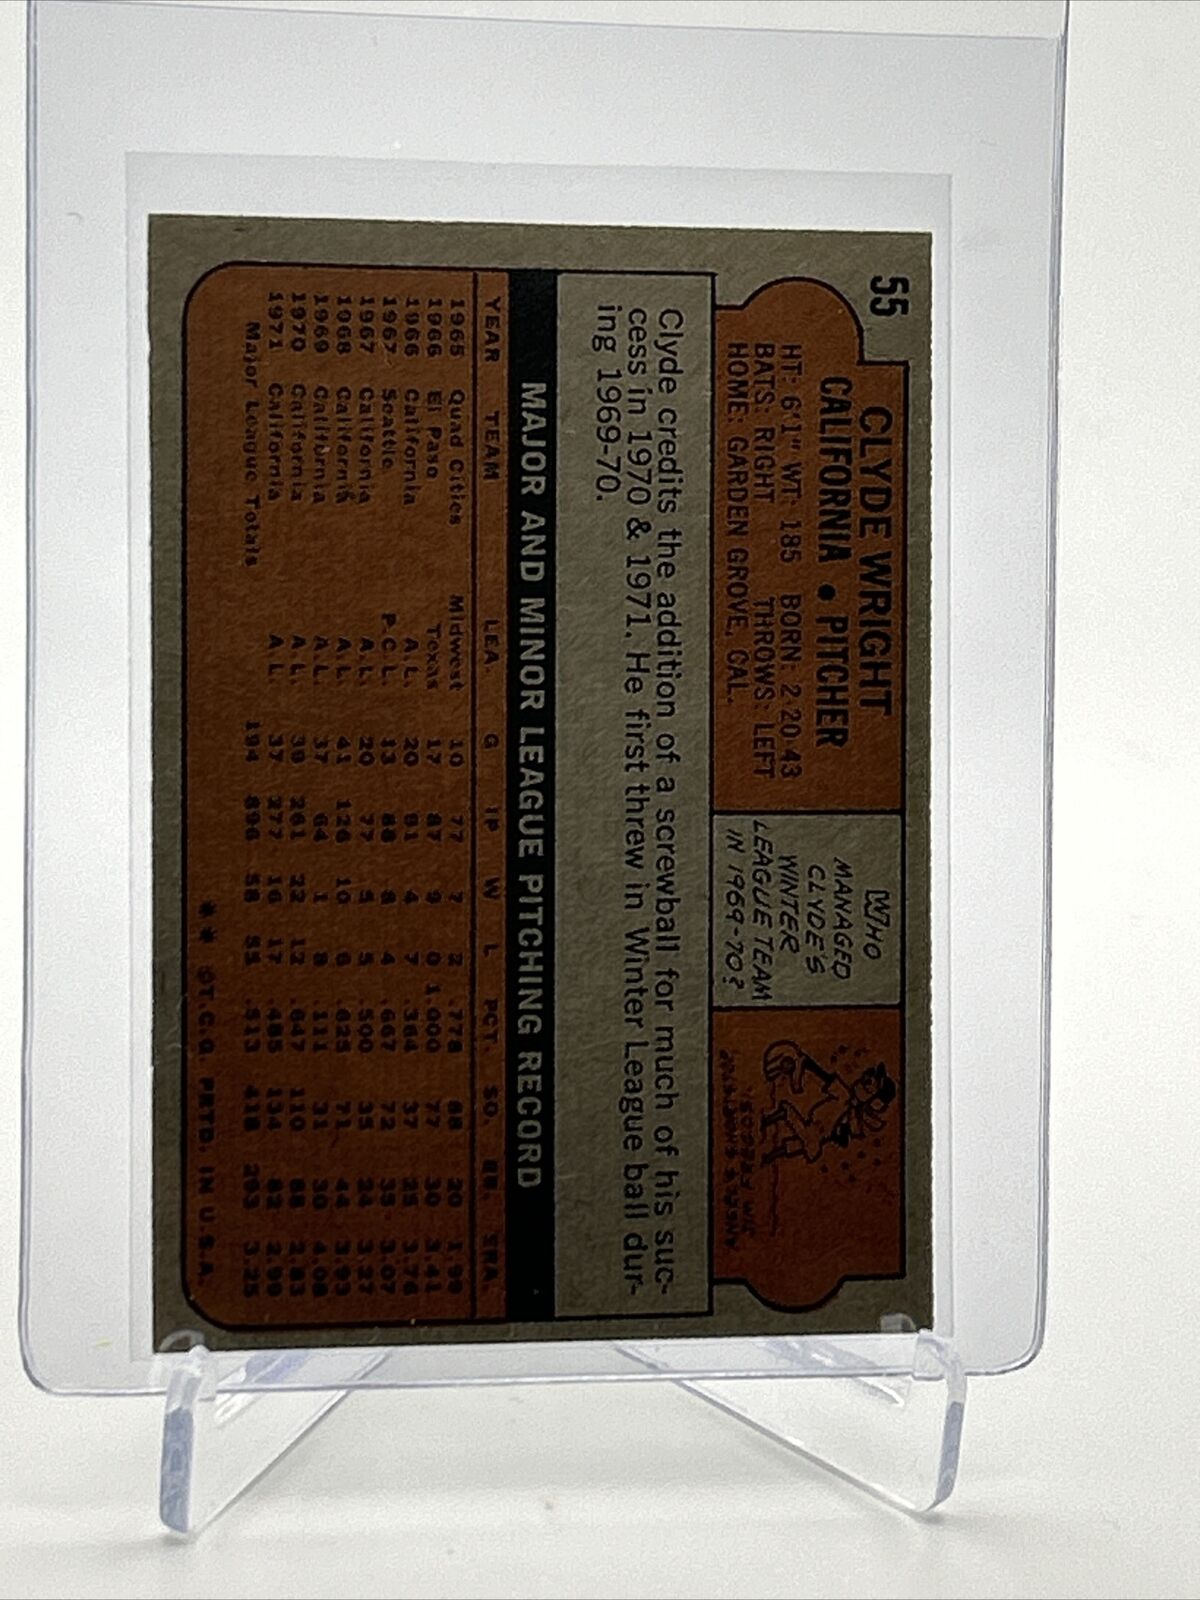 55
CLYDE WRIGHT
CALIFORNIA • PITCHER
HT: 6'1" WT: 185 BORN: 2-20-43
BATS: RIGHT THROWS: LEFT
HOME: GARDEN GROVE, CAL.
WHO
MANAGED
CLYDE'S
WINTER
LEAGUE TEAM
IN 1969-70?
Clyde credits the addition of a screwball for much of his suc-
cess in 1970 & 1971. He first threw in Winter League ball dur-
ing 1969-70.
MAJOR AND MINOR LEAGUE PITCHING RECORD
YEAR TEAM LEA G IP W L PCT. SO. BB. ERA.
1965 Quad Cities Midwest 10 77 7 2 .778 68 20 1.99
1966 El Paso Texas 17 87 9 0 1.000 77 30 3.41
1966 California A.L. 20 91 4 7 .364 37 25 3.76
1967 Seattle P.C.L. 13 88 8 4 .667 72 35 3.07
1967 California A.L. 20 77 5 5 .500 35 24 3.27
1968 California A.L. 41 126 10 6 .625 71 44 3.93
1969 California A.L. 37 64 1 8 .111 31 30 4.08
1970 California A.L. 39 261 22 12 .647 110 88 2.83
1971 California A.L. 37 277 16 17 .485 134 82 2.99
Major League Totals 194 896 58 55 .513 418 293 3.25
** ©T.C.G. PRTD. IN U.S.A.